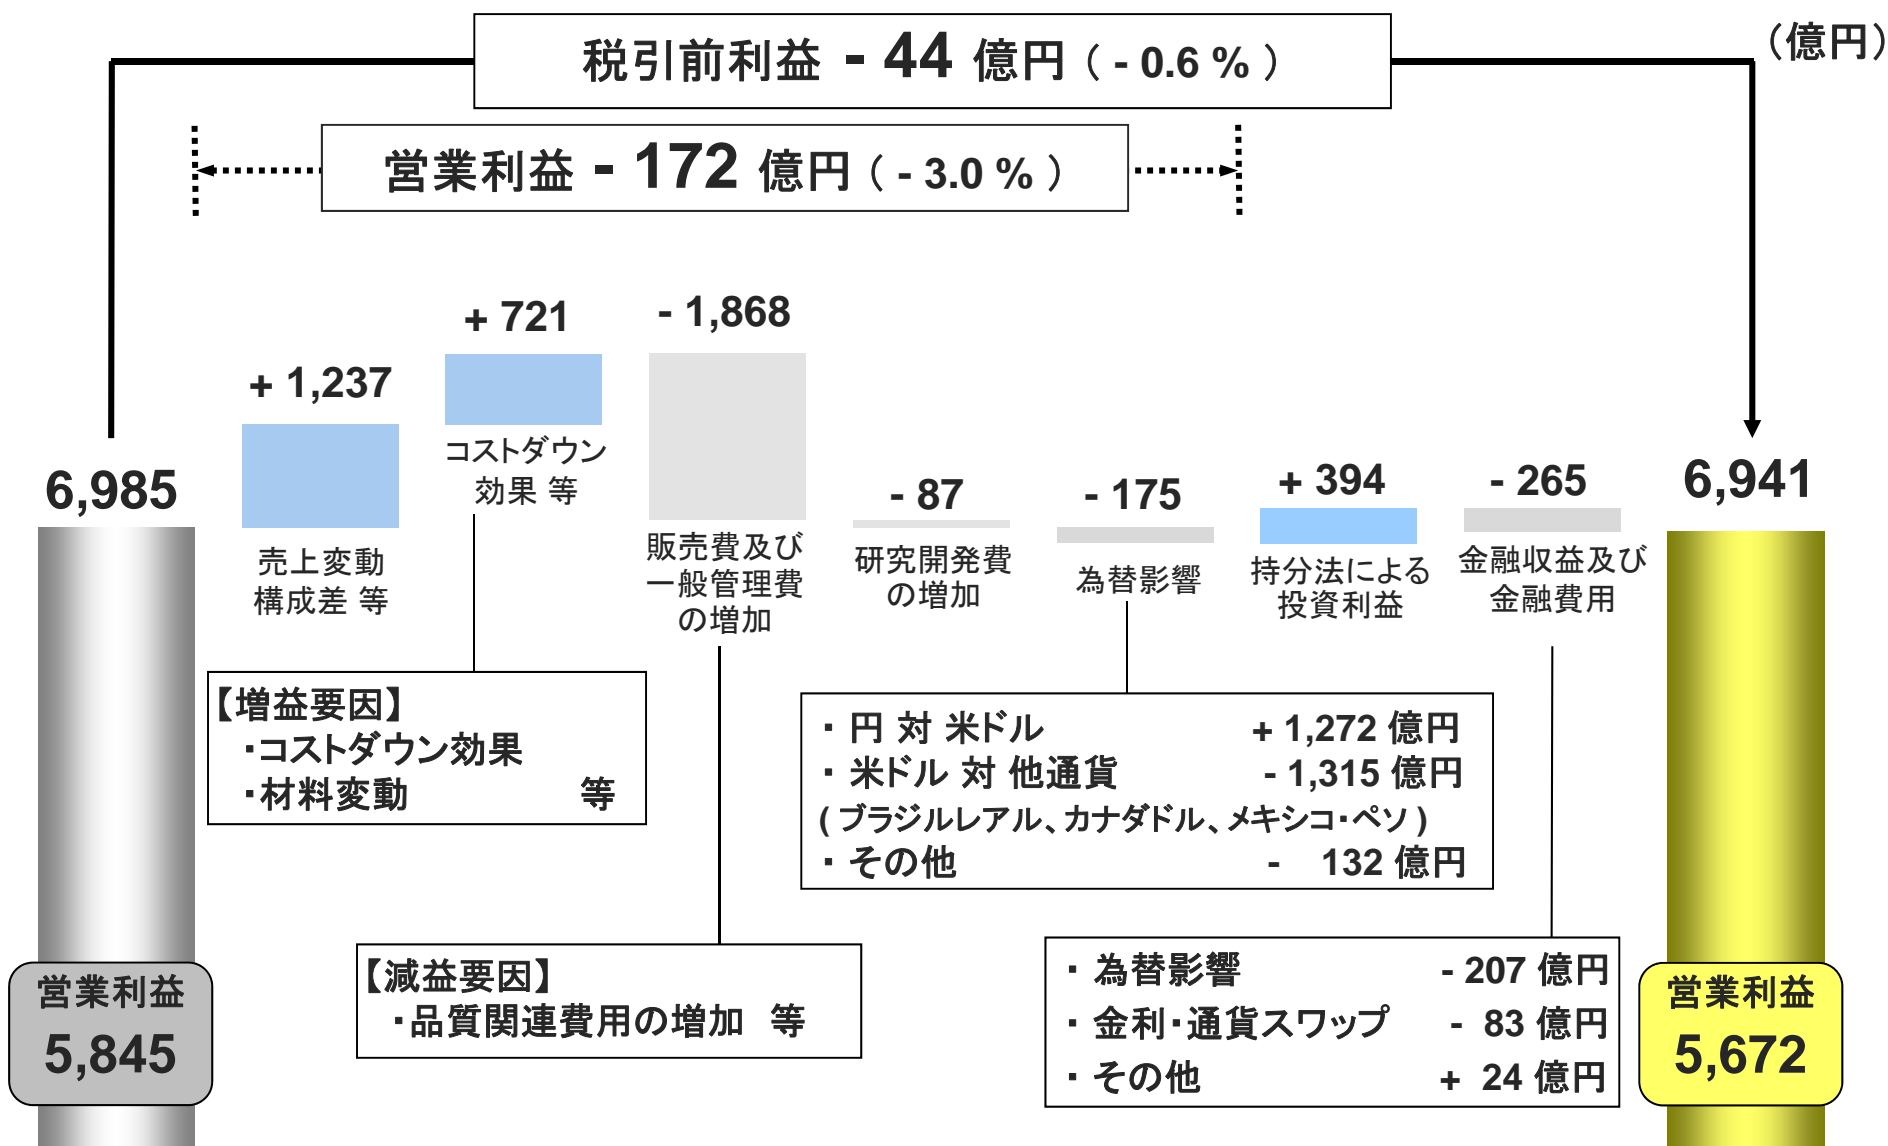 税引前利益 - 44 億円 ( - 0.6 % )
（億円）
営業利益 - 172 億円 ( - 3.0 % )
+ 1,237
+ 721
- 1,868
- 87
- 175
+ 394
- 265
6,985
6,941
売上変動
構成差 等
コストダウン
効果 等
販売費及び
一般管理費
の増加
研究開発費
の増加
為替影響
持分法による
投資利益
金融収益及び
金融費用
【増益要因】
・コストダウン効果
・材料変動 等
・ 円 対 米ドル + 1,272 億円
・ 米ドル 対 他通貨 - 1,315 億円
( ブラジルレアル、カナダドル、メキシコ・ペソ )
・ その他 - 132 億円
【減益要因】
・品質関連費用の増加 等
・ 為替影響 - 207 億円
・ 金利・通貨スワップ - 83 億円
・ その他 + 24 億円
営業利益
5,845
営業利益
5,672